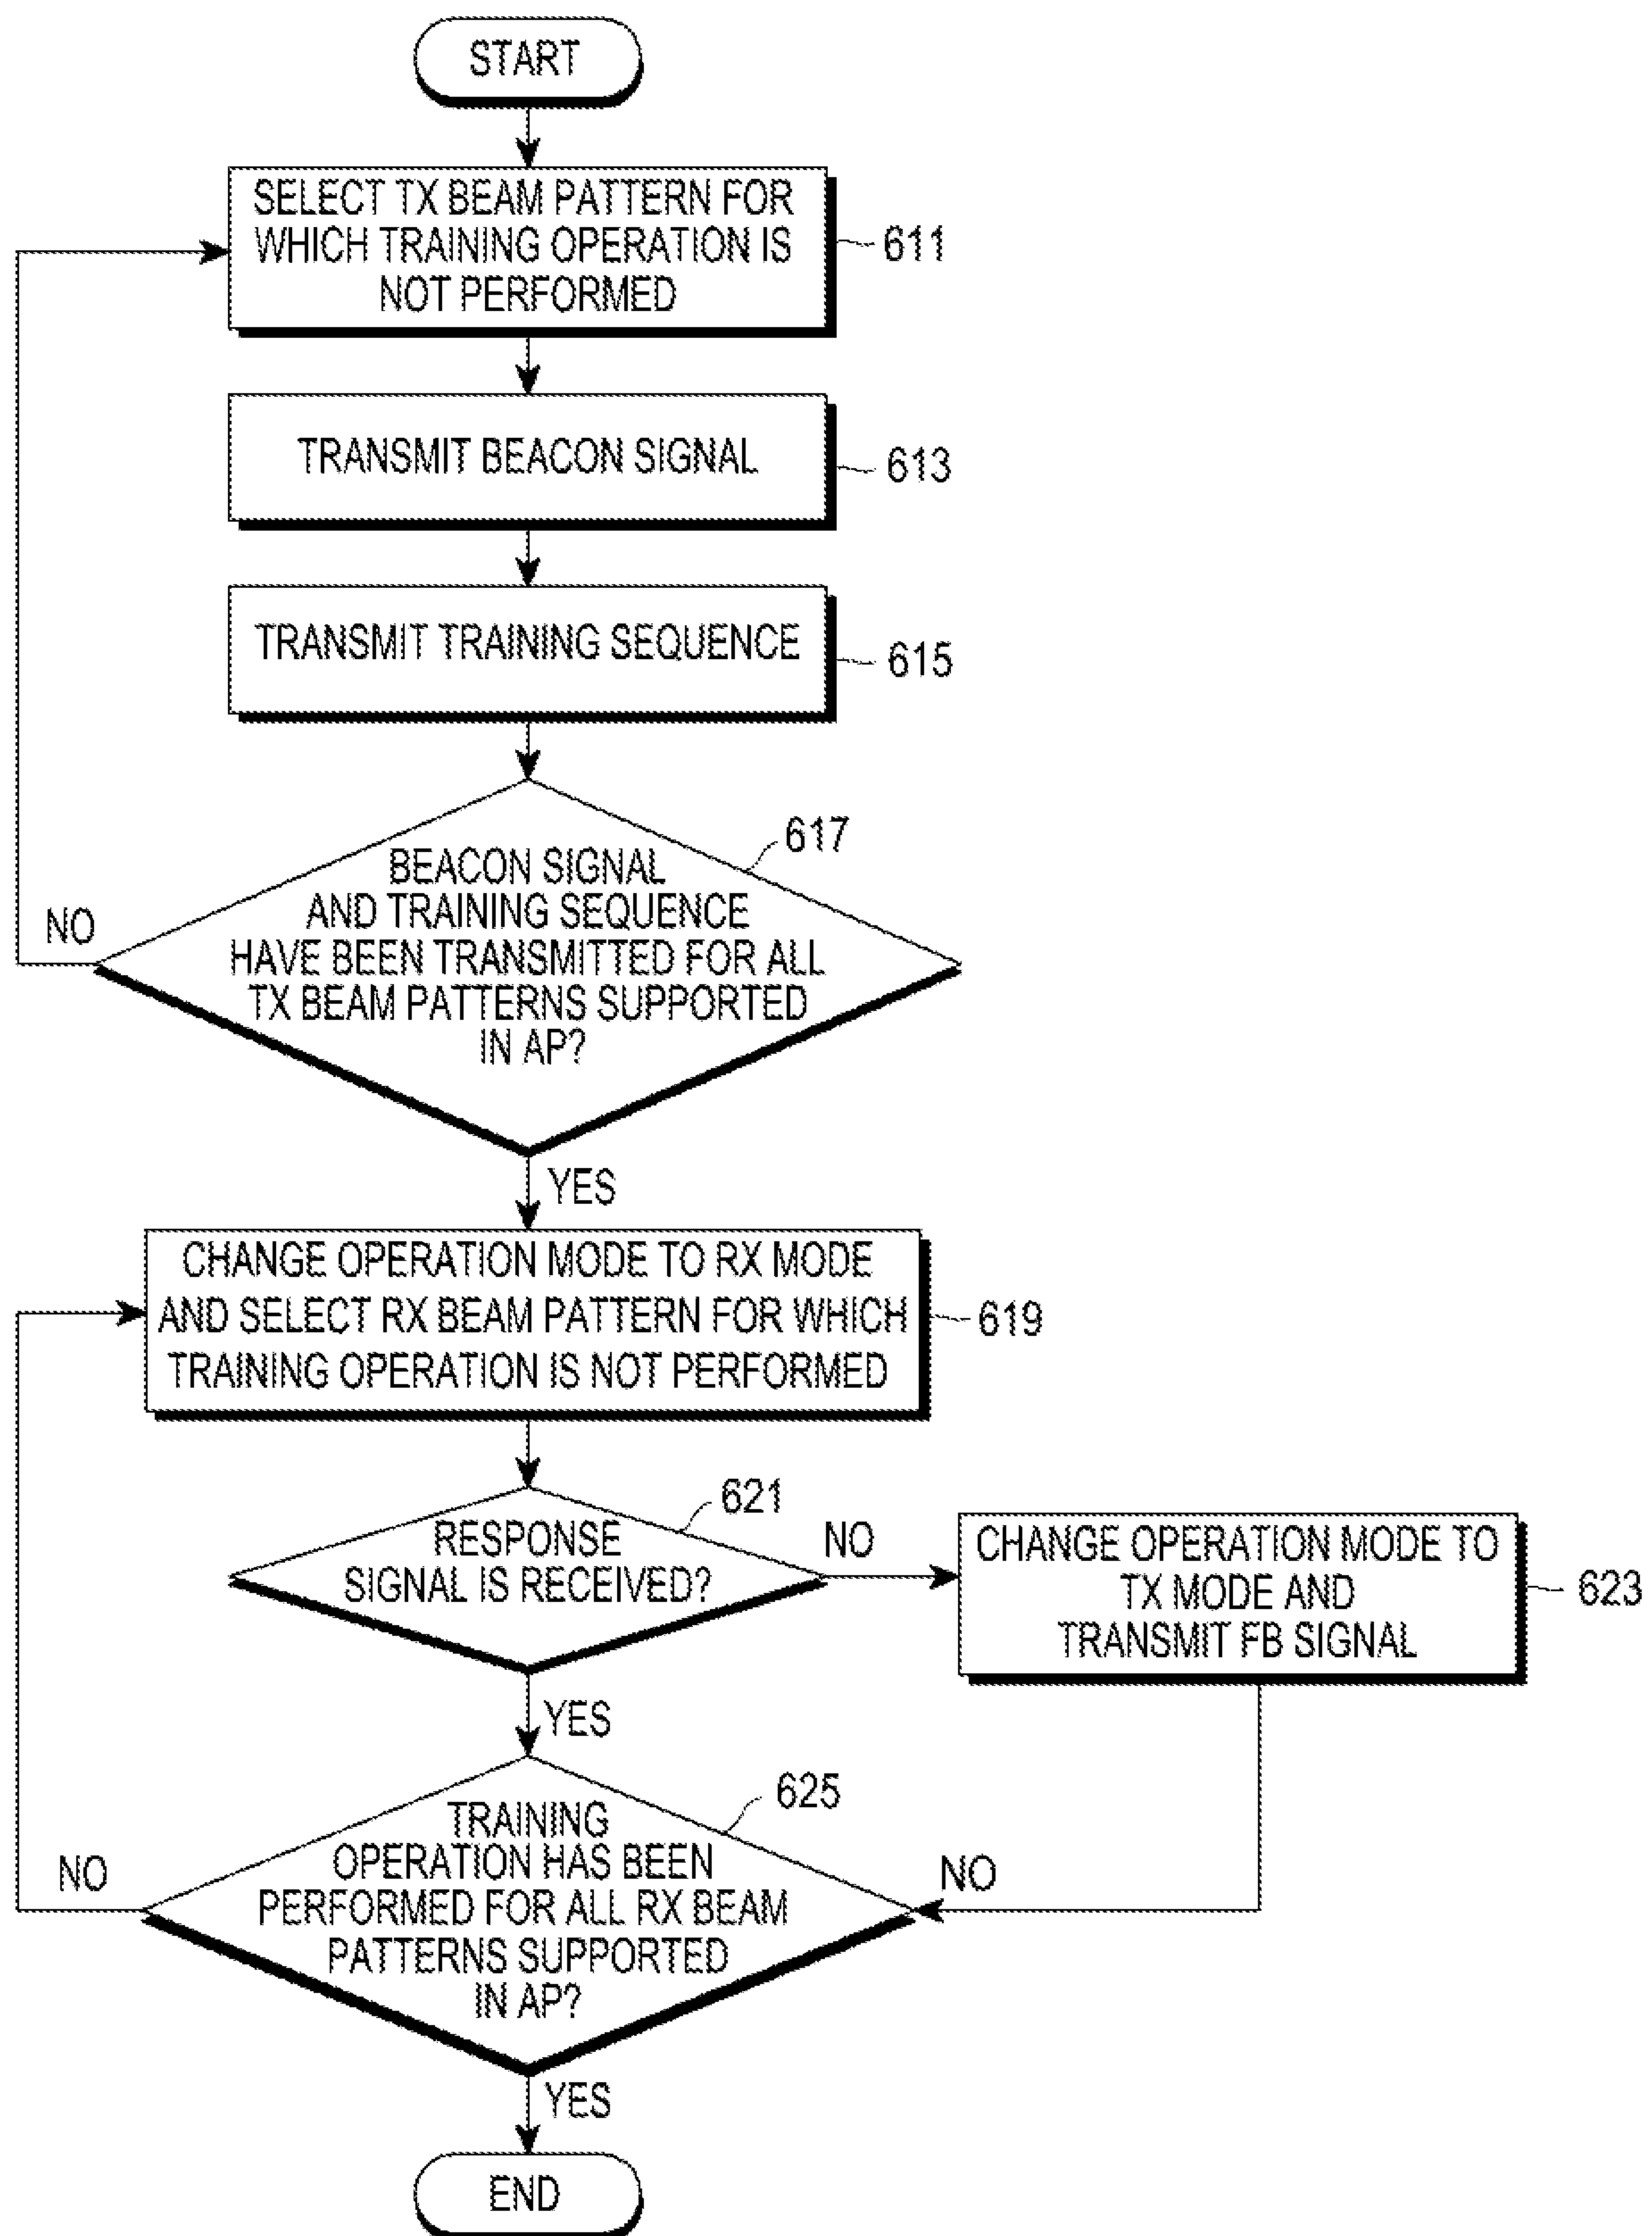 START
SELECT TX BEAM PATTERN FOR
WHICH TRAINING OPERATION IS
NOT PERFORMED
611
TRANSMIT BEACON SIGNAL
613
TRANSMIT TRAINING SEQUENCE
615
617
BEACON SIGNAL
AND TRAINING SEQUENCE
HAVE BEEN TRANSMITTED FOR ALL
TX BEAM PATTERNS SUPPORTED
IN AP?
NO
YES
CHANGE OPERATION MODE TO RX MODE
AND SELECT RX BEAM PATTERN FOR WHICH
TRAINING OPERATION IS NOT PERFORMED
619
621
RESPONSE
SIGNAL IS RECEIVED?
NO
CHANGE OPERATION MODE TO
TX MODE AND
TRANSMIT FB SIGNAL
623
YES
625
TRAINING
OPERATION HAS BEEN
PERFORMED FOR ALL RX BEAM
PATTERNS SUPPORTED
IN AP?
NO
NO
YES
END